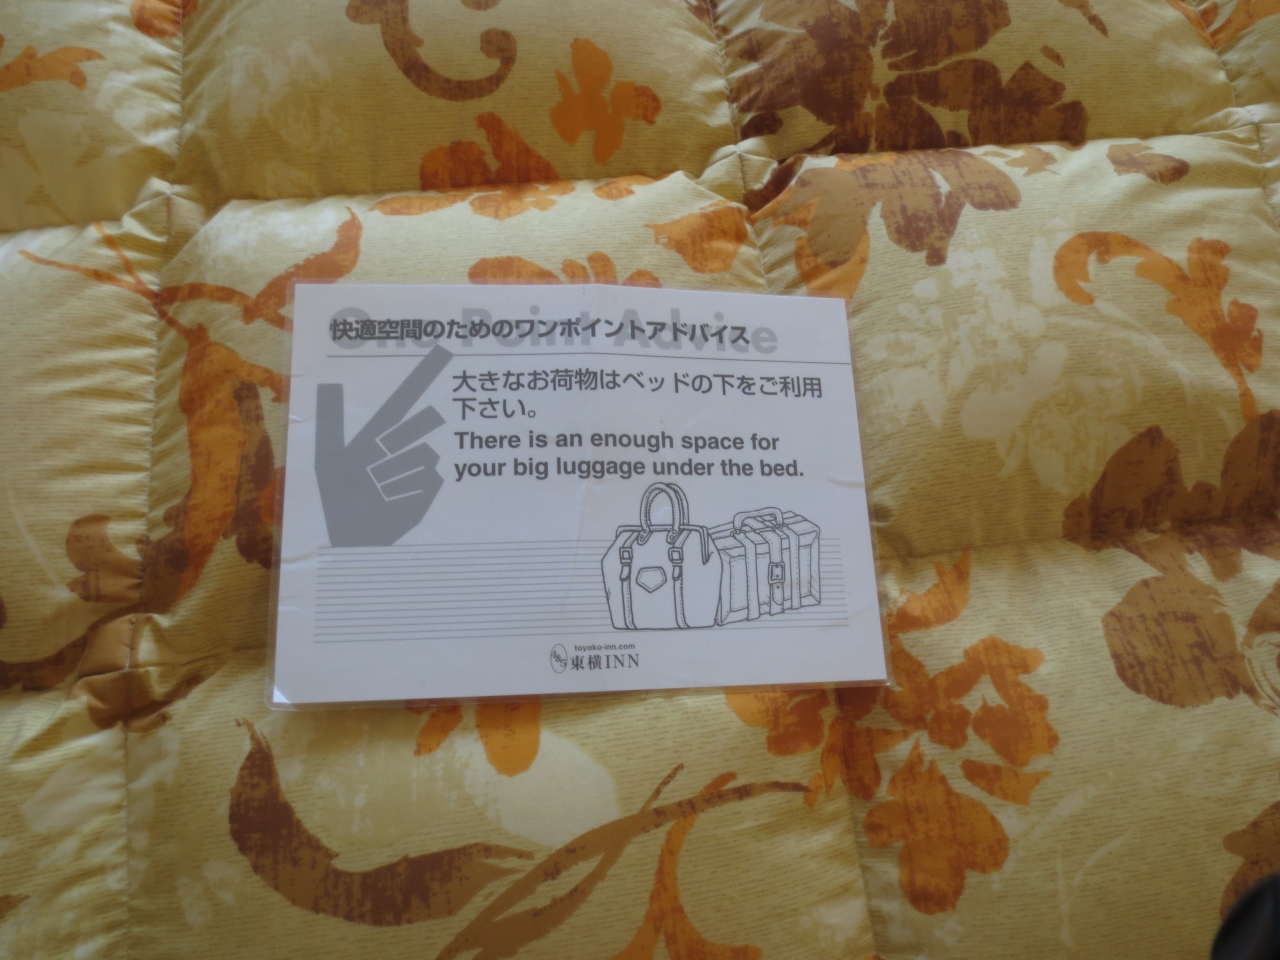 One Point Advice
快適空間のためのワンポイントアドバイス
大きなお荷物はベッドの下をご利用
下さい。
There is an enough space for
your big luggage under the bed.
toyoko-inn.com
東横INN